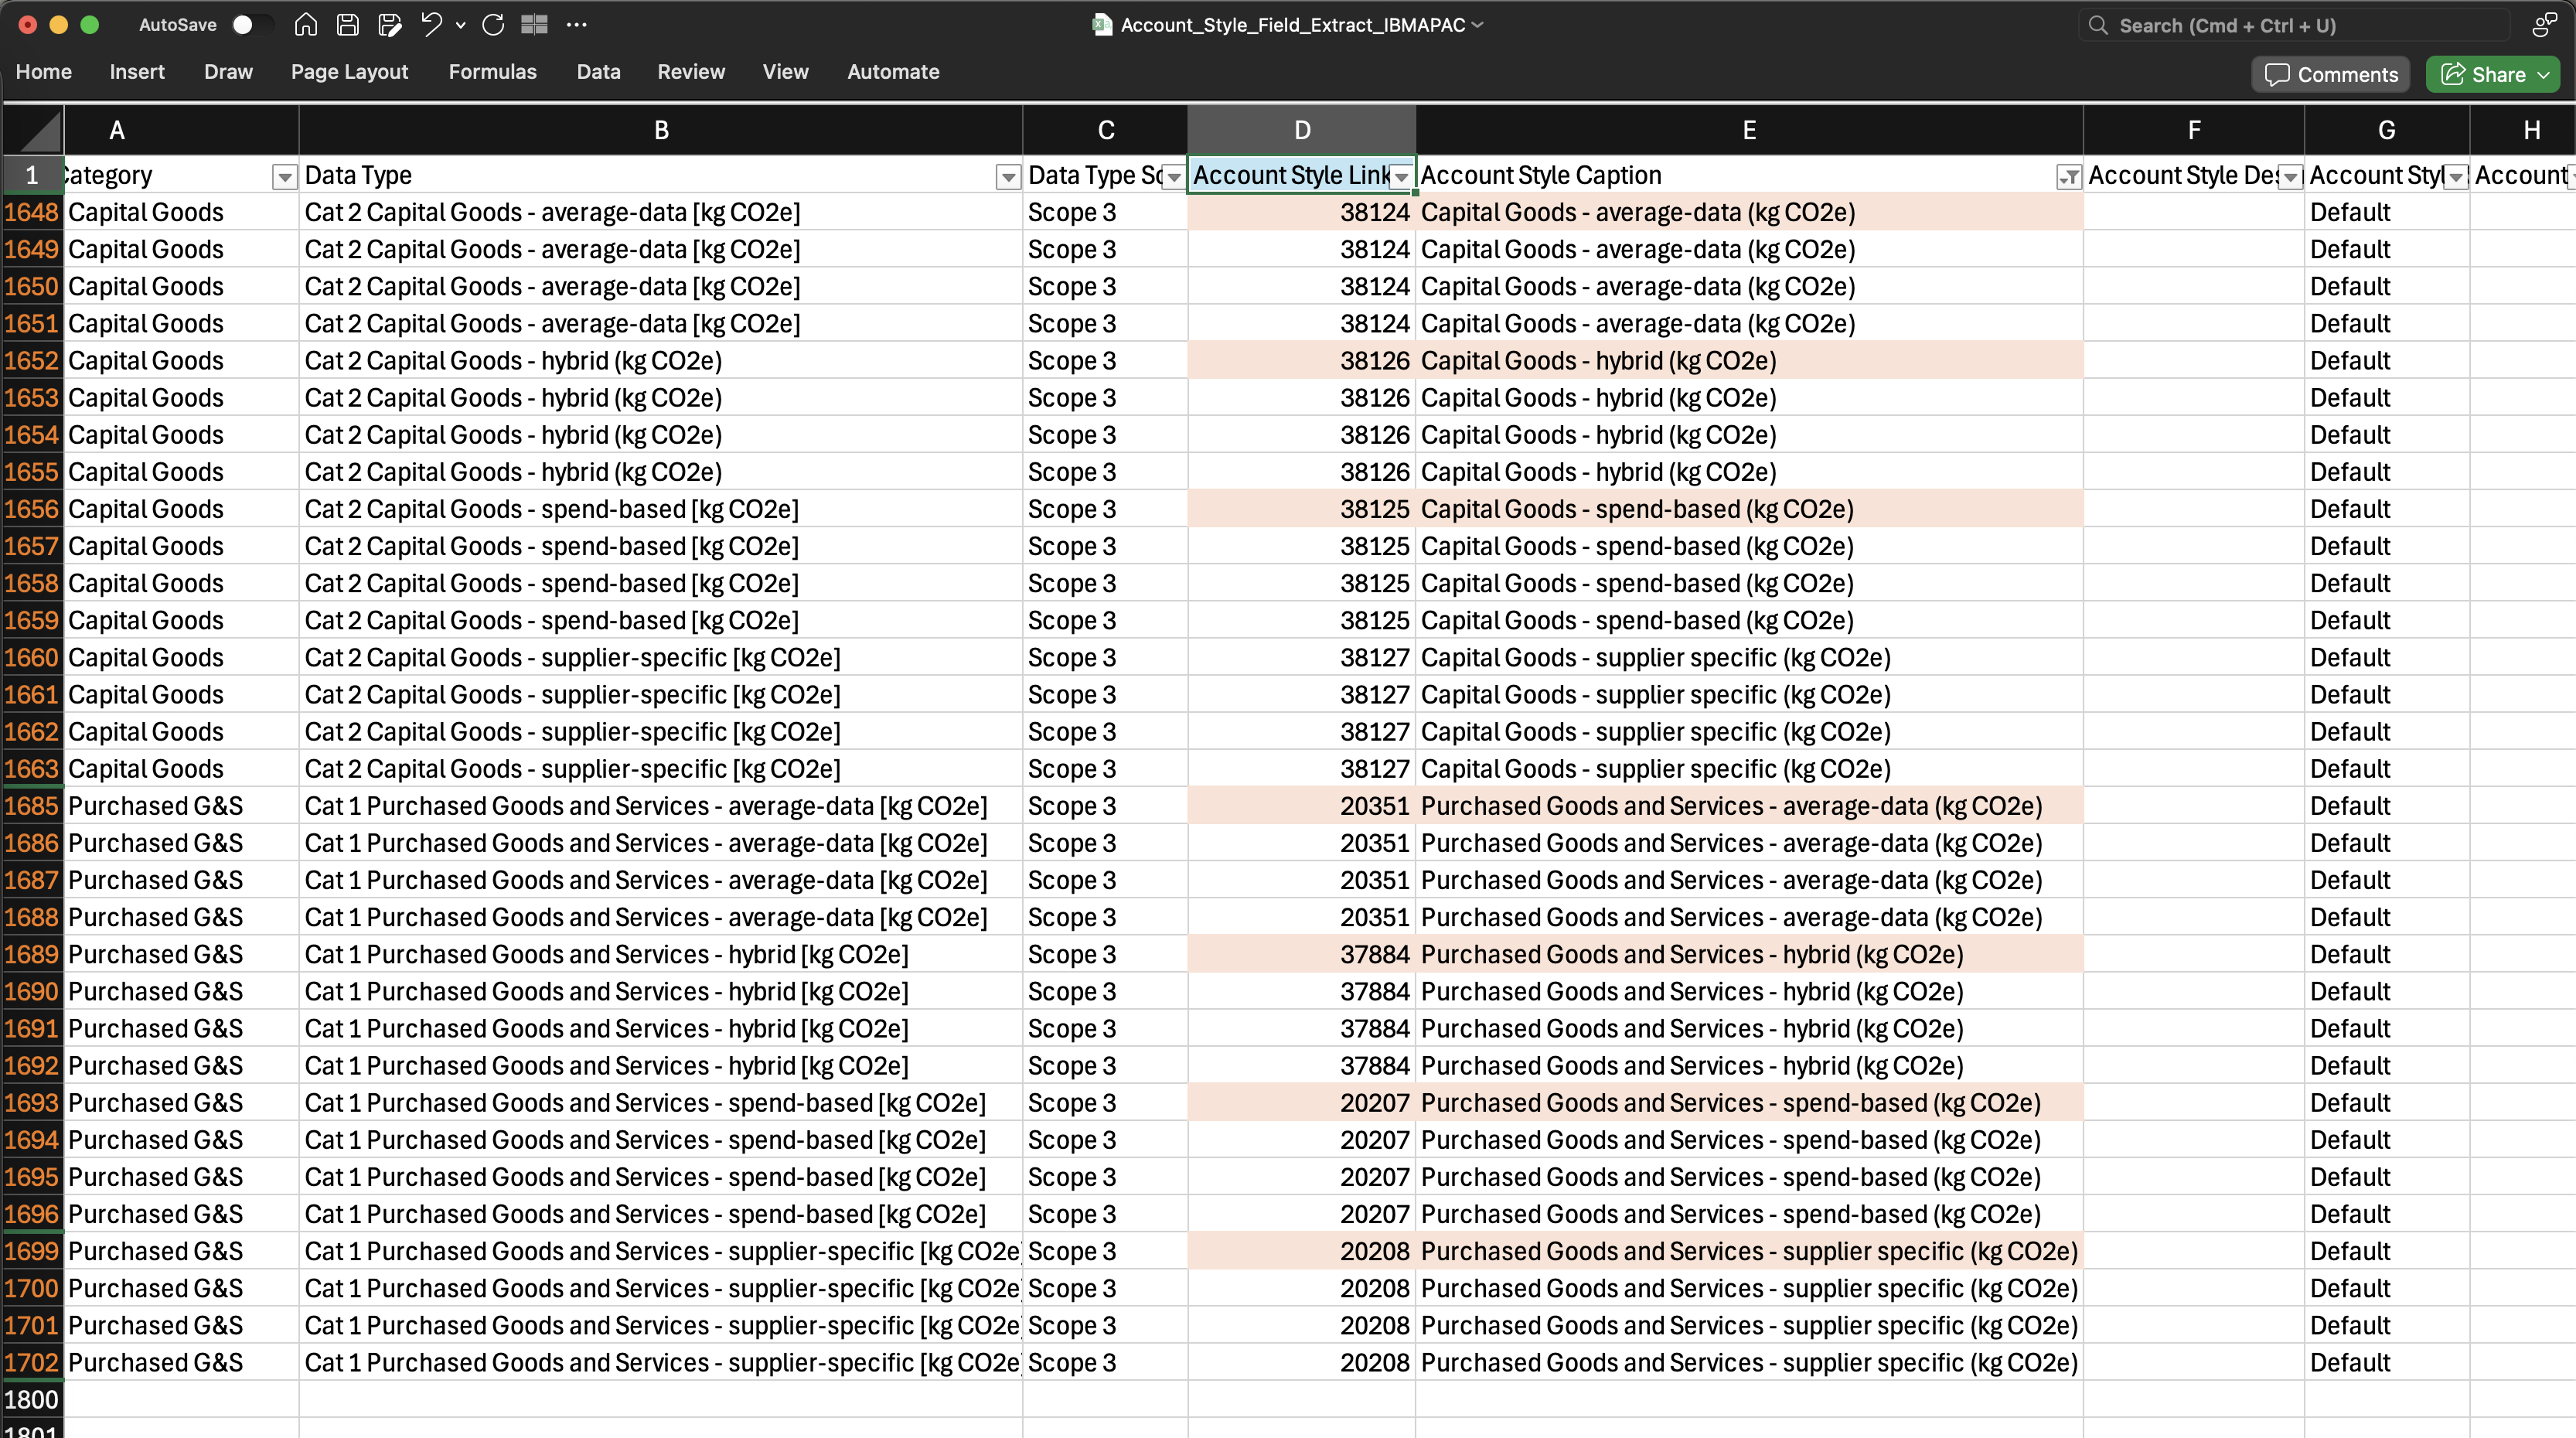 AutoSave Account_Style_Field_Extract_IBMAPAC Search (Cmd + Ctrl + U)
Home Insert Draw Page Layout Formulas Data Review View Automate Comments Share
A B C D E F G H
1 Category Data Type Data Type Sc Account Style Link Account Style Caption Account Style Des Account Styl Account
1648 Capital Goods Cat 2 Capital Goods - average-data [kg CO2e] Scope 3 38124 Capital Goods - average-data (kg CO2e) Default
1649 Capital Goods Cat 2 Capital Goods - average-data [kg CO2e] Scope 3 38124 Capital Goods - average-data (kg CO2e) Default
1650 Capital Goods Cat 2 Capital Goods - average-data [kg CO2e] Scope 3 38124 Capital Goods - average-data (kg CO2e) Default
1651 Capital Goods Cat 2 Capital Goods - average-data [kg CO2e] Scope 3 38124 Capital Goods - average-data (kg CO2e) Default
1652 Capital Goods Cat 2 Capital Goods - hybrid (kg CO2e) Scope 3 38126 Capital Goods - hybrid (kg CO2e) Default
1653 Capital Goods Cat 2 Capital Goods - hybrid (kg CO2e) Scope 3 38126 Capital Goods - hybrid (kg CO2e) Default
1654 Capital Goods Cat 2 Capital Goods - hybrid (kg CO2e) Scope 3 38126 Capital Goods - hybrid (kg CO2e) Default
1655 Capital Goods Cat 2 Capital Goods - hybrid (kg CO2e) Scope 3 38126 Capital Goods - hybrid (kg CO2e) Default
1656 Capital Goods Cat 2 Capital Goods - spend-based [kg CO2e] Scope 3 38125 Capital Goods - spend-based (kg CO2e) Default
1657 Capital Goods Cat 2 Capital Goods - spend-based [kg CO2e] Scope 3 38125 Capital Goods - spend-based (kg CO2e) Default
1658 Capital Goods Cat 2 Capital Goods - spend-based [kg CO2e] Scope 3 38125 Capital Goods - spend-based (kg CO2e) Default
1659 Capital Goods Cat 2 Capital Goods - spend-based [kg CO2e] Scope 3 38125 Capital Goods - spend-based (kg CO2e) Default
1660 Capital Goods Cat 2 Capital Goods - supplier-specific [kg CO2e] Scope 3 38127 Capital Goods - supplier specific (kg CO2e) Default
1661 Capital Goods Cat 2 Capital Goods - supplier-specific [kg CO2e] Scope 3 38127 Capital Goods - supplier specific (kg CO2e) Default
1662 Capital Goods Cat 2 Capital Goods - supplier-specific [kg CO2e] Scope 3 38127 Capital Goods - supplier specific (kg CO2e) Default
1663 Capital Goods Cat 2 Capital Goods - supplier-specific [kg CO2e] Scope 3 38127 Capital Goods - supplier specific (kg CO2e) Default
1685 Purchased G&S Cat 1 Purchased Goods and Services - average-data [kg CO2e] Scope 3 20351 Purchased Goods and Services - average-data (kg CO2e) Default
1686 Purchased G&S Cat 1 Purchased Goods and Services - average-data [kg CO2e] Scope 3 20351 Purchased Goods and Services - average-data (kg CO2e) Default
1687 Purchased G&S Cat 1 Purchased Goods and Services - average-data [kg CO2e] Scope 3 20351 Purchased Goods and Services - average-data (kg CO2e) Default
1688 Purchased G&S Cat 1 Purchased Goods and Services - average-data [kg CO2e] Scope 3 20351 Purchased Goods and Services - average-data (kg CO2e) Default
1689 Purchased G&S Cat 1 Purchased Goods and Services - hybrid [kg CO2e] Scope 3 37884 Purchased Goods and Services - hybrid (kg CO2e) Default
1690 Purchased G&S Cat 1 Purchased Goods and Services - hybrid [kg CO2e] Scope 3 37884 Purchased Goods and Services - hybrid (kg CO2e) Default
1691 Purchased G&S Cat 1 Purchased Goods and Services - hybrid [kg CO2e] Scope 3 37884 Purchased Goods and Services - hybrid (kg CO2e) Default
1692 Purchased G&S Cat 1 Purchased Goods and Services - hybrid [kg CO2e] Scope 3 37884 Purchased Goods and Services - hybrid (kg CO2e) Default
1693 Purchased G&S Cat 1 Purchased Goods and Services - spend-based [kg CO2e] Scope 3 20207 Purchased Goods and Services - spend-based (kg CO2e) Default
1694 Purchased G&S Cat 1 Purchased Goods and Services - spend-based [kg CO2e] Scope 3 20207 Purchased Goods and Services - spend-based (kg CO2e) Default
1695 Purchased G&S Cat 1 Purchased Goods and Services - spend-based [kg CO2e] Scope 3 20207 Purchased Goods and Services - spend-based (kg CO2e) Default
1696 Purchased G&S Cat 1 Purchased Goods and Services - spend-based [kg CO2e] Scope 3 20207 Purchased Goods and Services - spend-based (kg CO2e) Default
1699 Purchased G&S Cat 1 Purchased Goods and Services - supplier-specific [kg CO2e] Scope 3 20208 Purchased Goods and Services - supplier specific (kg CO2e) Default
1700 Purchased G&S Cat 1 Purchased Goods and Services - supplier-specific [kg CO2e] Scope 3 20208 Purchased Goods and Services - supplier specific (kg CO2e) Default
1701 Purchased G&S Cat 1 Purchased Goods and Services - supplier-specific [kg CO2e] Scope 3 20208 Purchased Goods and Services - supplier specific (kg CO2e) Default
1702 Purchased G&S Cat 1 Purchased Goods and Services - supplier-specific [kg CO2e] Scope 3 20208 Purchased Goods and Services - supplier specific (kg CO2e) Default
1800
1801